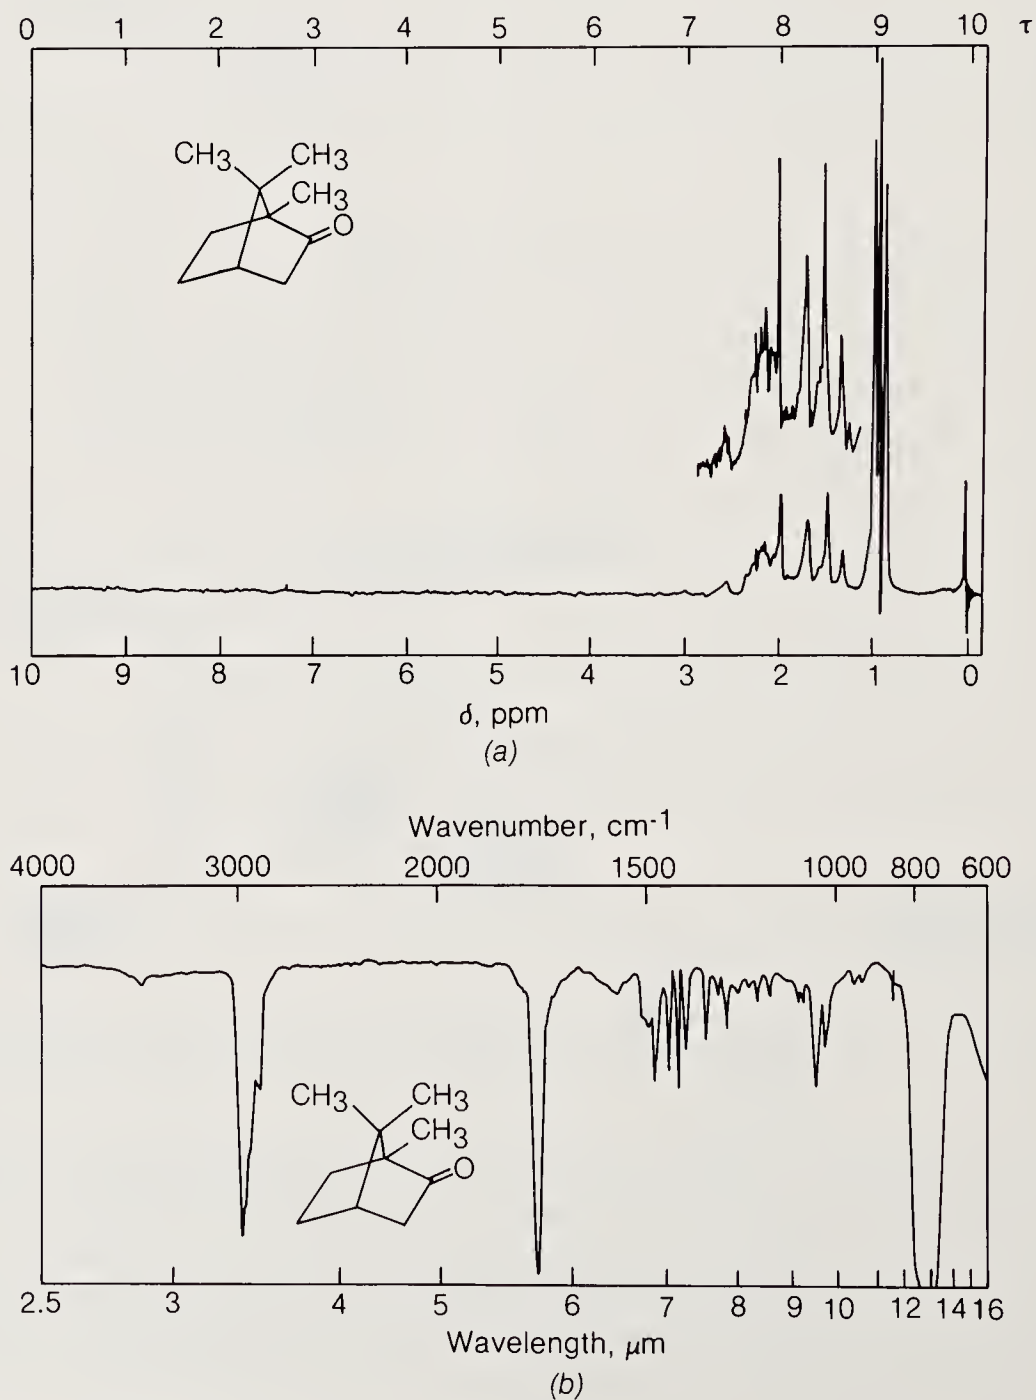 0 1 2 3 4 5 6 7 8 9 10 τ
CH3 CH3
CH3
O
10 9 8 7 6 5 4 3 2 1 0
δ, ppm
(a)
Wavenumber, cm-1
4000 3000 2000 1500 1000 800 600
CH3 CH3
CH3
O
2.5 3 4 5 6 7 8 9 10 12 14 16
Wavelength, μm
(b)